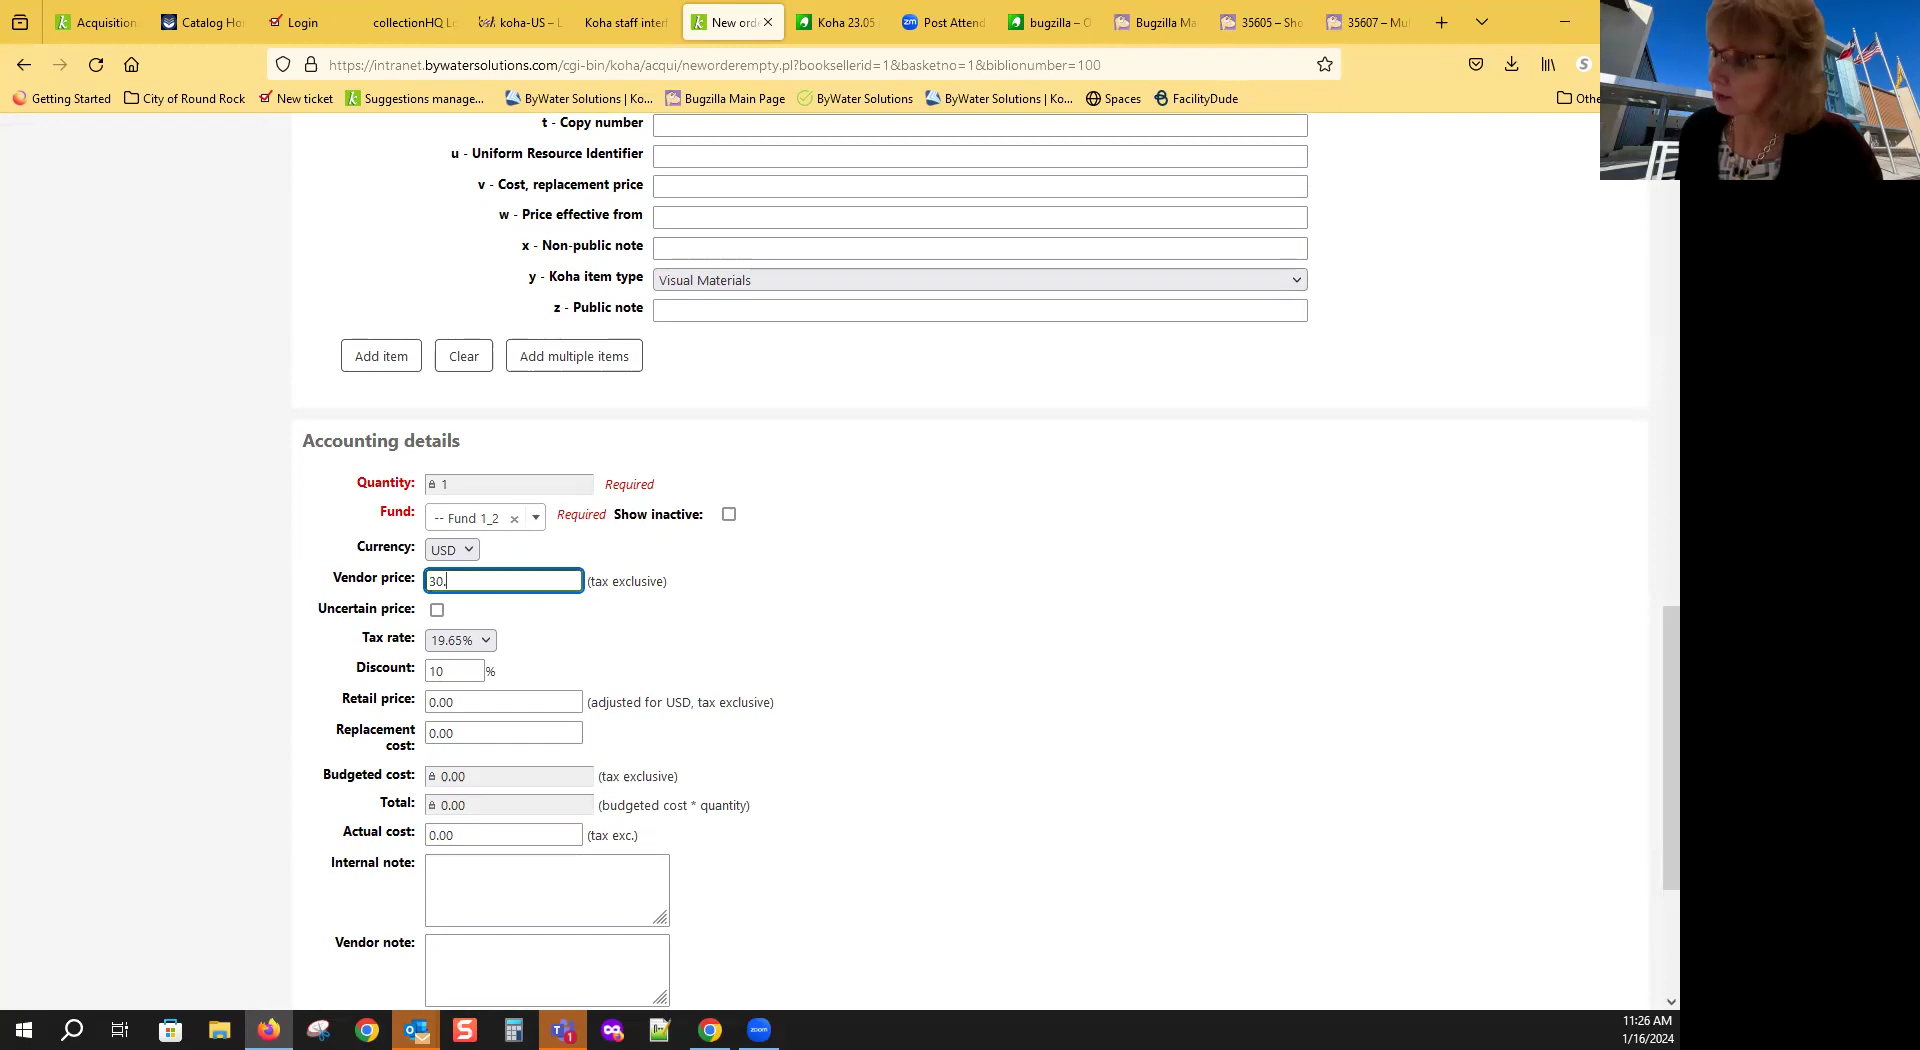 Acquisition
Catalog Ho
Login
collectionHQ L
koha-US – L
Koha staff inter
New ord
Koha 23.05
Post Attend
bugzilla – O
Bugzilla Ma
35605 – Sho
35607 – Mul
https://intranet.bywatersolutions.com/cgi-bin/koha/acqui/neworderempty.pl?booksellerid=1&basketno=1&biblionumber=100
Getting Started
City of Round Rock
New ticket
Suggestions manage...
ByWater Solutions | Ko...
Bugzilla Main Page
ByWater Solutions
ByWater Solutions | Ko...
Spaces
FacilityDude
Othe
t - Copy number
u - Uniform Resource Identifier
v - Cost, replacement price
w - Price effective from
x - Non-public note
y - Koha item type Visual Materials
z - Public note
Add item Clear Add multiple items
Accounting details
Quantity: 1 Required
Fund: -- Fund 1_2 × Required Show inactive:
Currency: USD
Vendor price: 30. (tax exclusive)
Uncertain price:
Tax rate: 19.65%
Discount: 10 %
Retail price: 0.00 (adjusted for USD, tax exclusive)
Replacement
cost: 0.00
Budgeted cost: 0.00 (tax exclusive)
Total: 0.00 (budgeted cost * quantity)
Actual cost: 0.00 (tax exc.)
Internal note:
Vendor note:
zoom
11:26 AM
1/16/2024